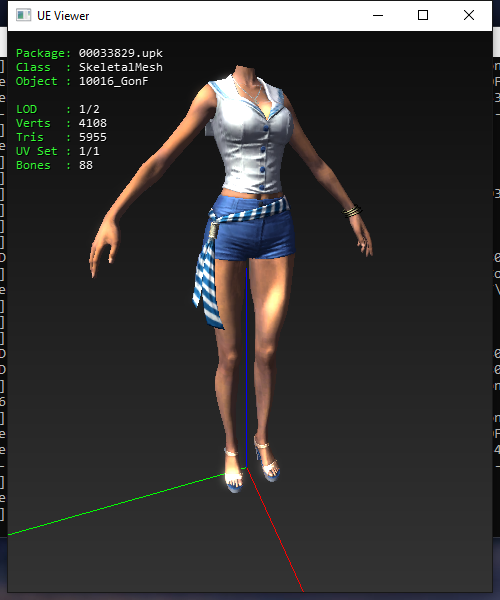 UE Viewer
Package: 00033829.upk
Class : SkeletalMesh
Object : 10016_GonF
LOD : 1/2
Verts : 4108
Tris : 5955
UV Set : 1/1
Bones : 88